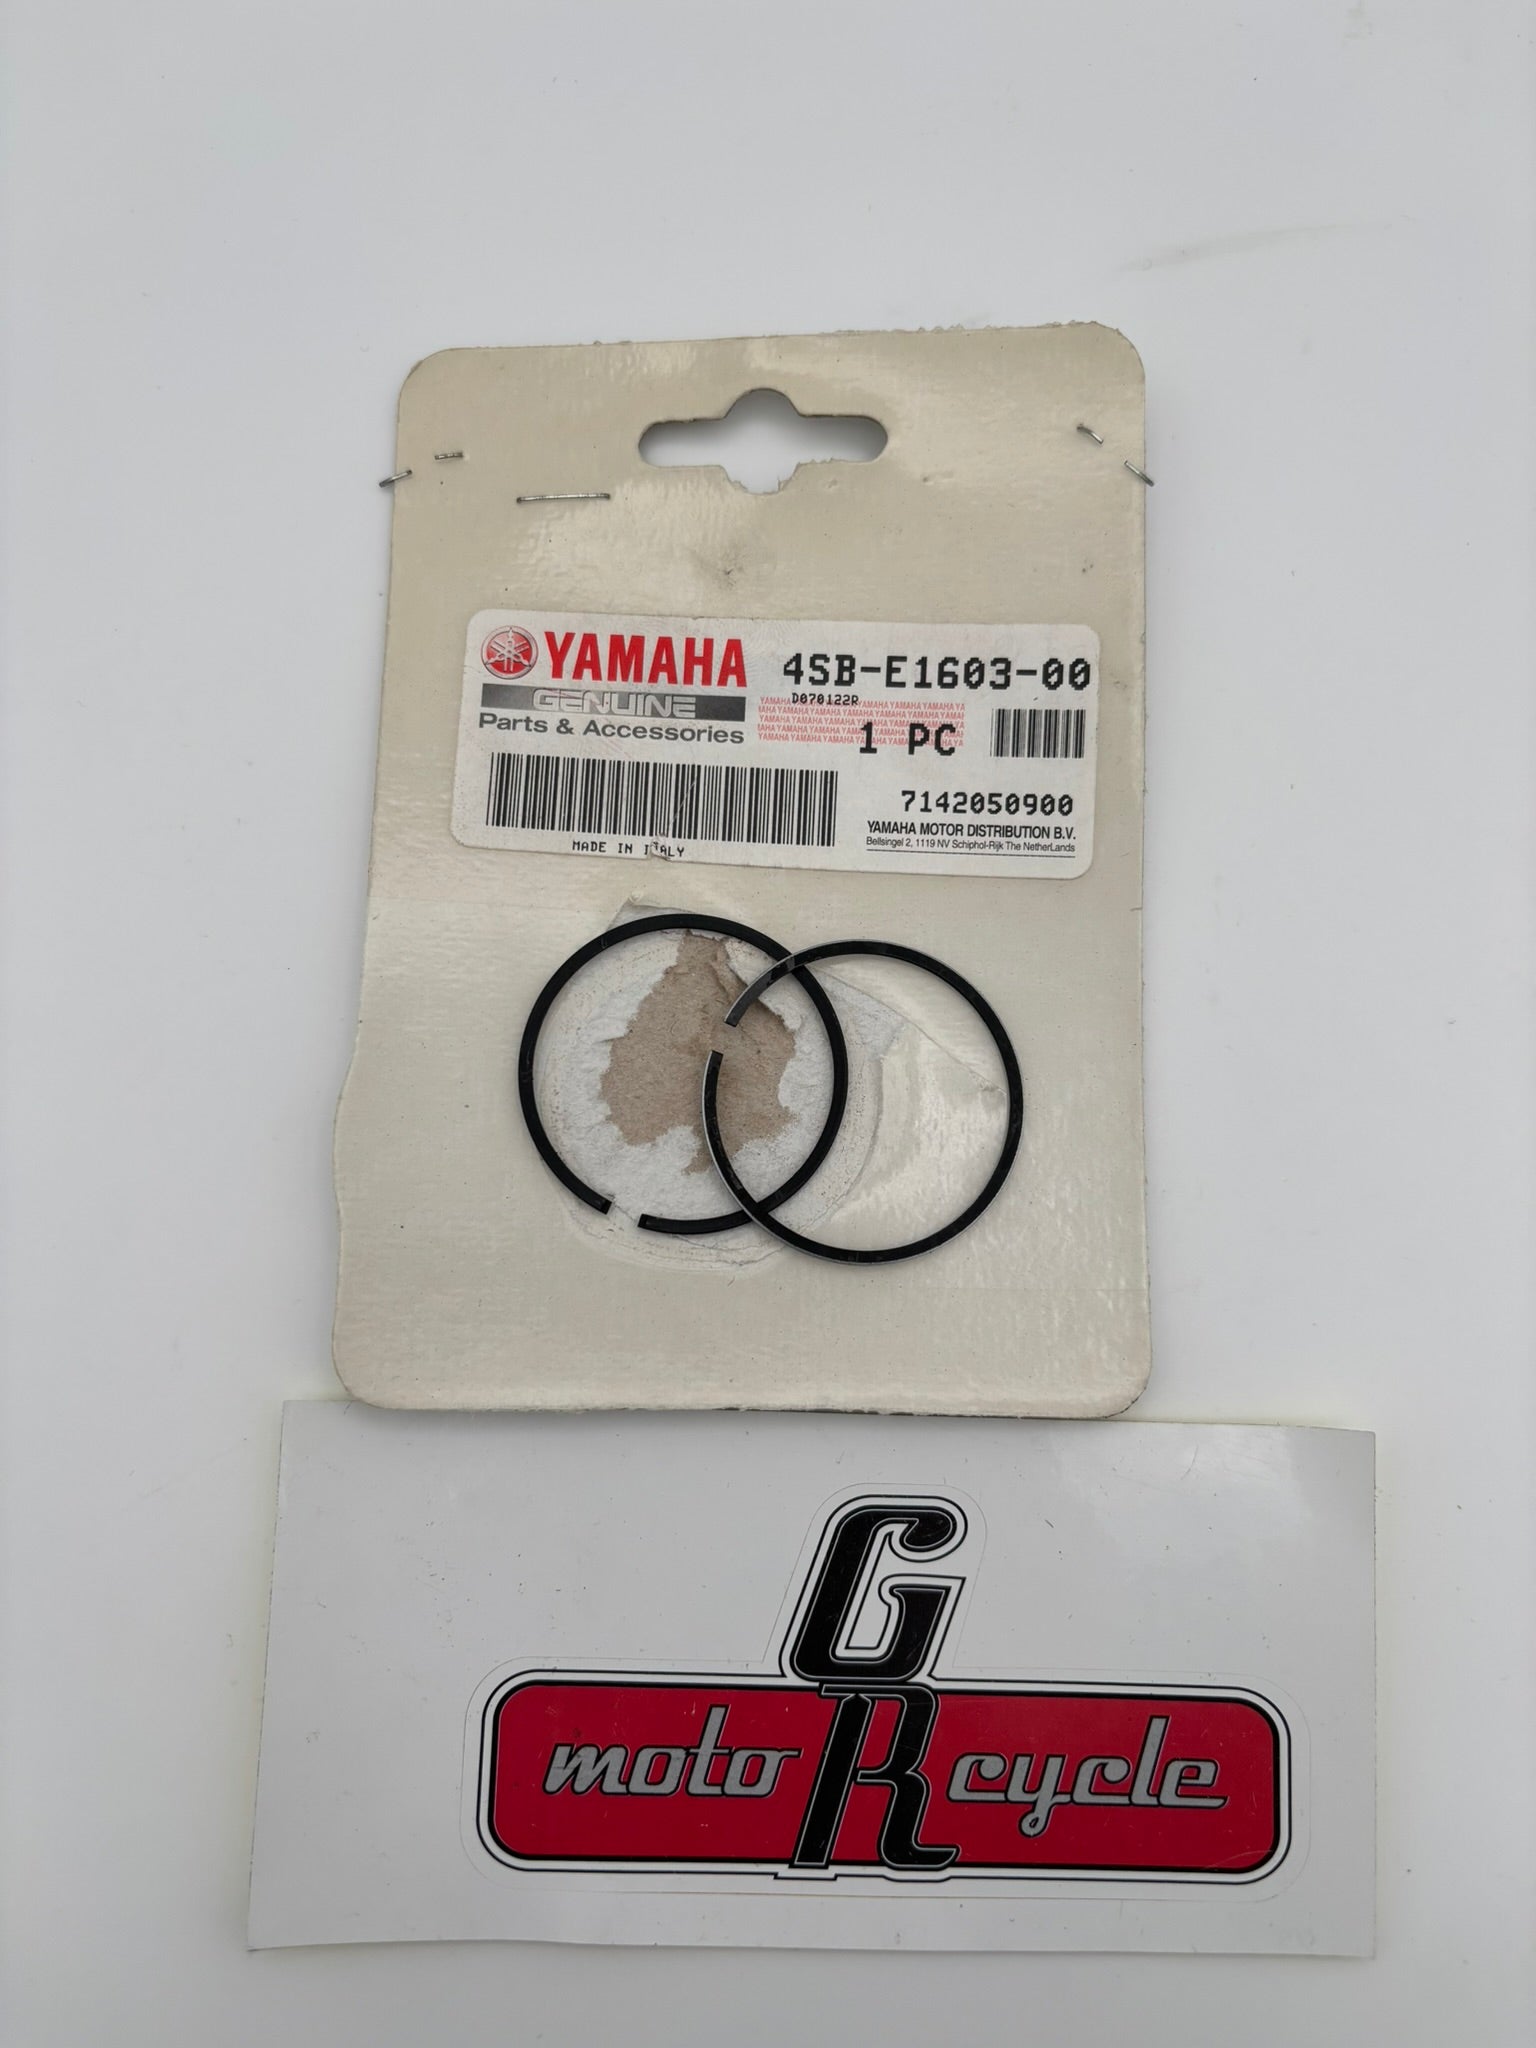 YAMAHA 4SB-E1603-00
GENUINE D070122R
Parts & Accessories 1 PC
7142050900
YAMAHA MOTOR DISTRIBUTION B.V.
Bellsingel 2, 1119 NV Schiphol-Rijk The NetherLands
MADE IN ITALY
GR
moto cycle